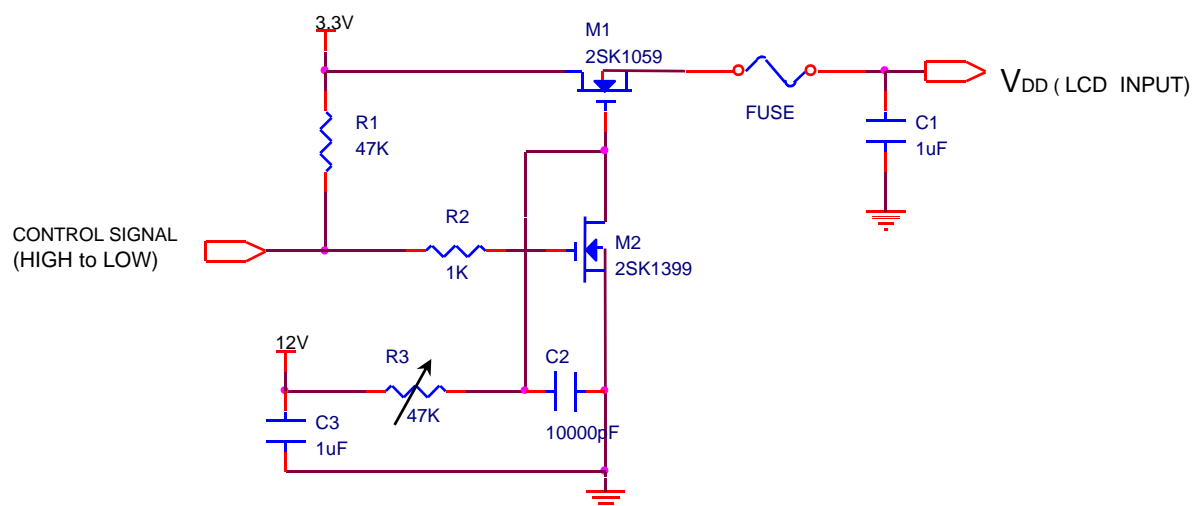 3.3V
M1
2SK1059
FUSE
VDD ( LCD INPUT)
R1
47K
C1
1uF
CONTROL SIGNAL
(HIGH to LOW)
R2
1K
M2
2SK1399
12V
R3
47K
C2
10000pF
C3
1uF